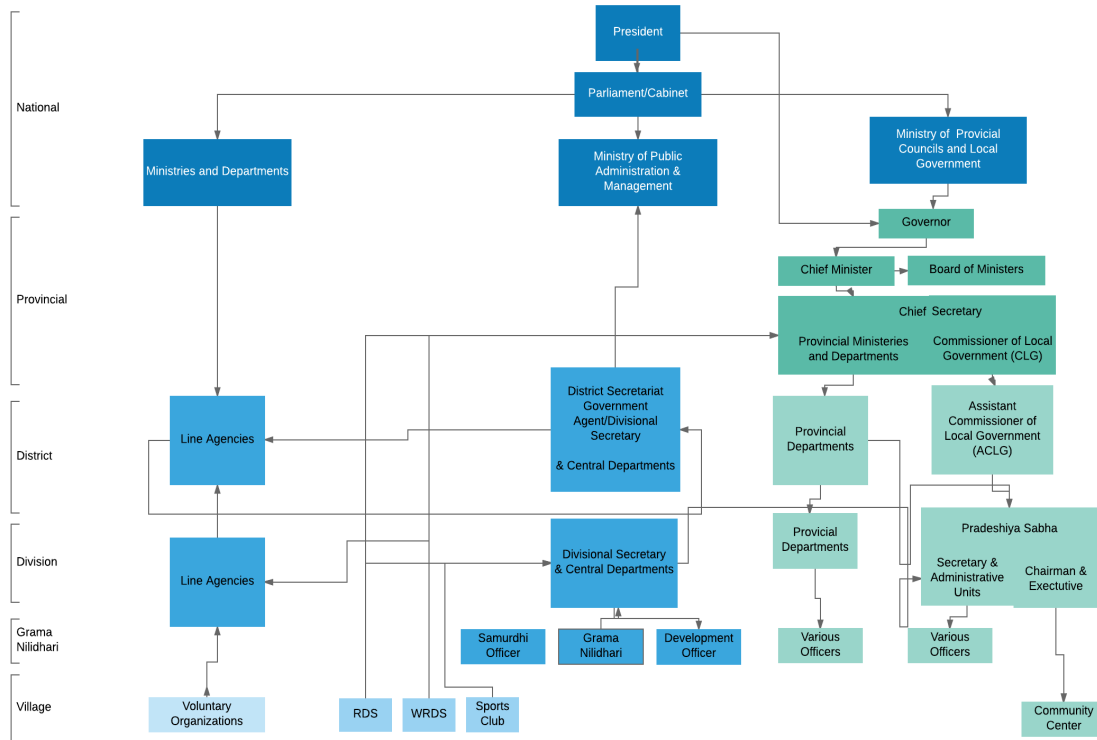 President
Parliament/Cabinet
National
Ministries and Departments
Ministry of Public
Administration &
Management
Ministry of  Provicial
Councils and Local
Government
Governor
Chief Minister
Board of Ministers
Provincial
Chief Secretary
Provincial Ministeries
and Departments
Commissioner of Local
Government (CLG)
District
Line Agencies
District Secretariat
Government
Agent/Divisional
Secretary
& Central Departments
Provincial
Departments
Assistant
Commissioner of
Local Government
(ACLG)
Division
Line Agencies
Divisional Secretary
& Central Departments
Provicial
Departments
Pradeshiya Sabha
Secretary &
Administrative
Units
Chairman &
Exectutive
Grama
Nilidhari
Samurdhi
Officer
Grama
Nilidhari
Development
Officer
Various
Officers
Various
Officers
Village
Voluntary
Organizations
RDS
WRDS
Sports
Club
Community
Center